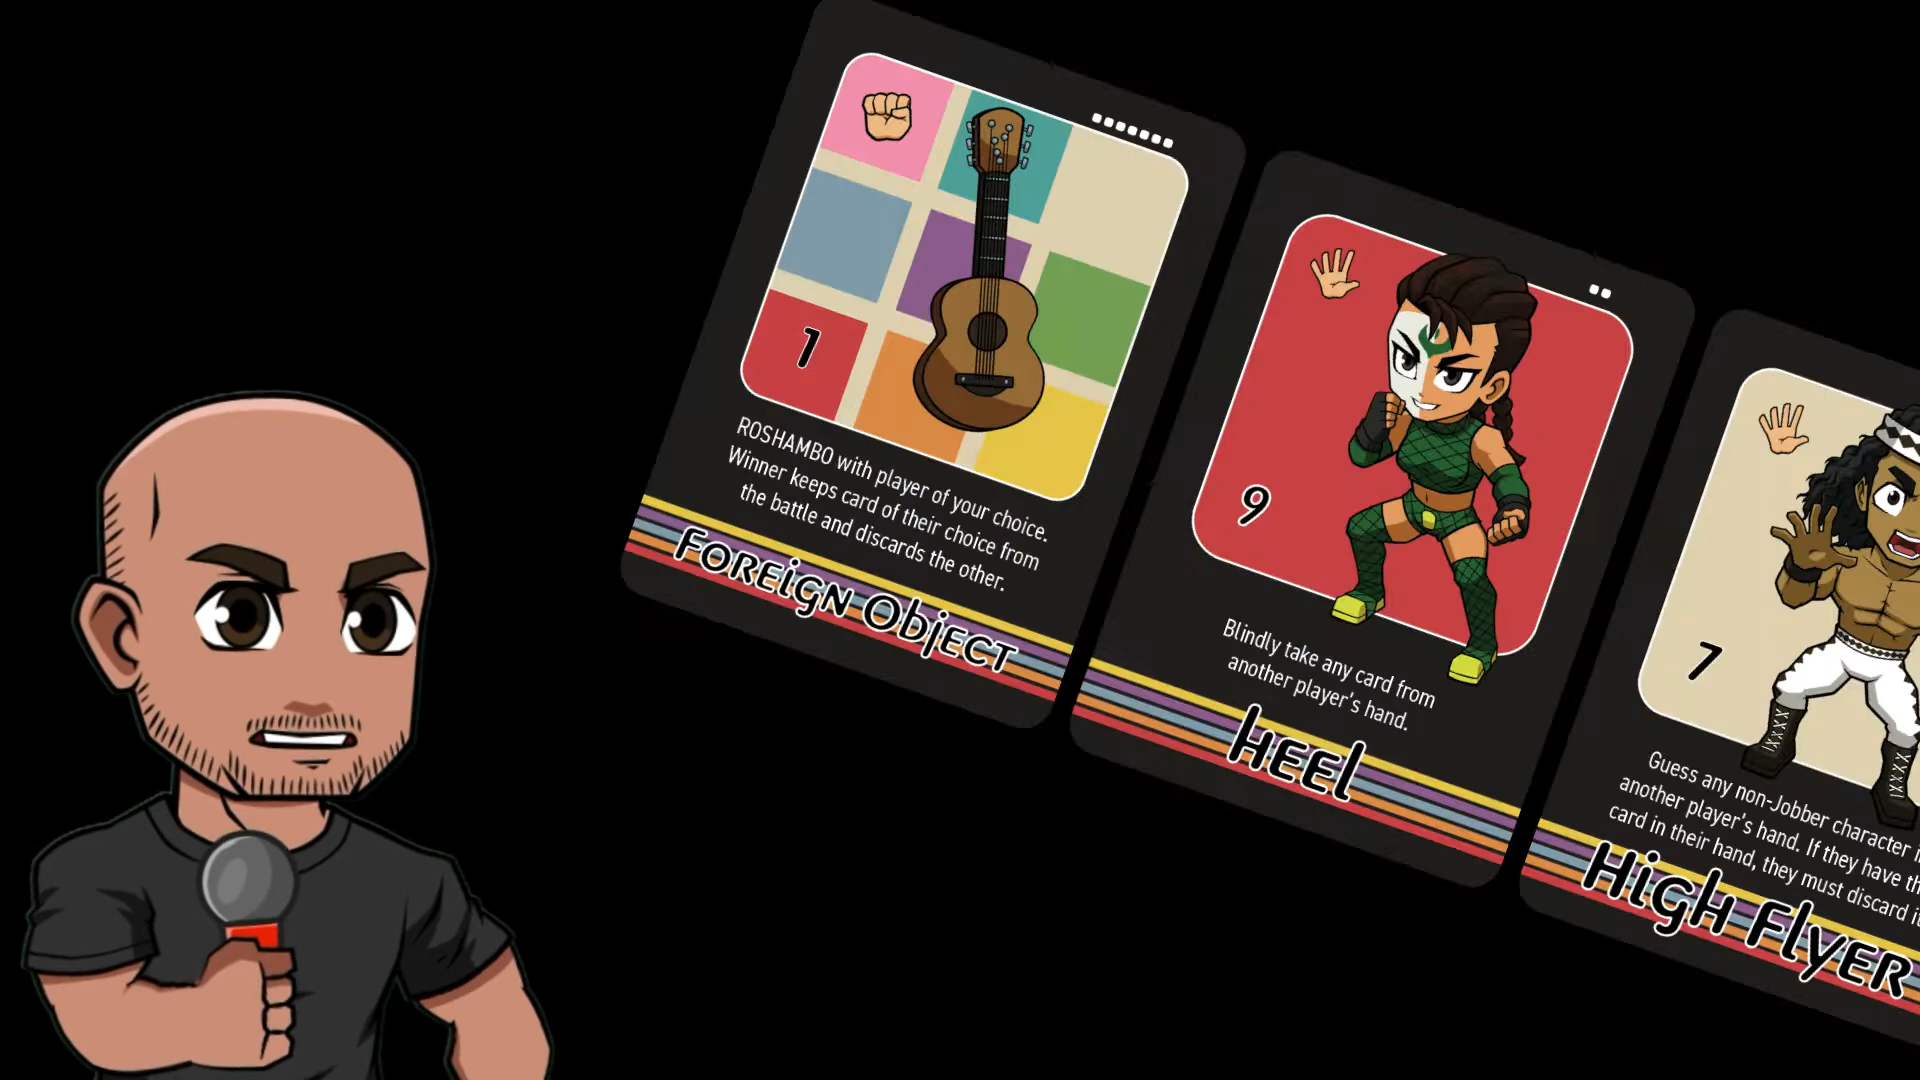 1
ROSHAMBO with player of your choice.
Winner keeps card of their choice from
the battle and discards the other.
FOREIGN OBJECT
9
Blindly take any card from
another player's hand.
HEEL
7
Guess any non-Jobber character
another player's hand. If they have
card in their hand, they must discard
HIGH FLYER